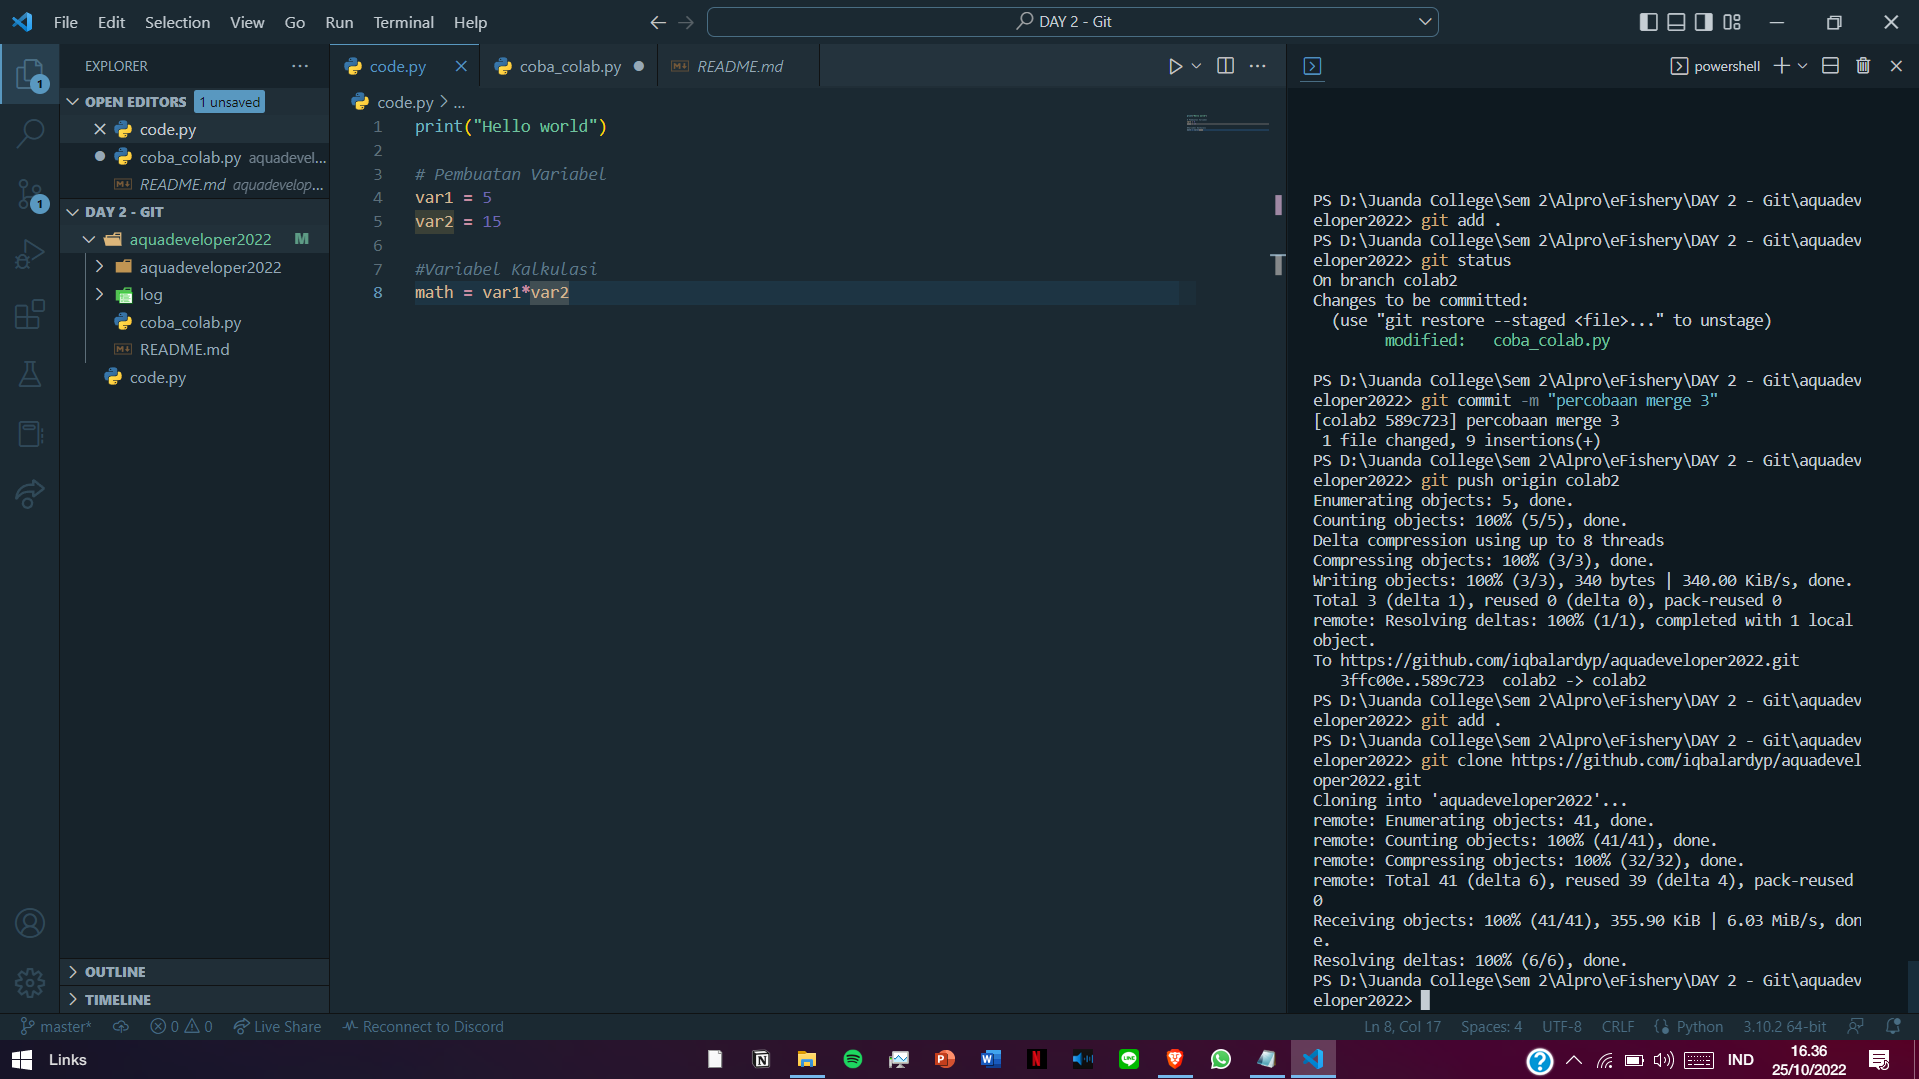 File Edit Selection View Go Run Terminal Help
DAY 2 - Git
EXPLORER
OPEN EDITORS 1 unsaved
code.py
coba_colab.py aquadevel...
README.md aquadevelop...
DAY 2 - GIT
aquadeveloper2022 M
aquadeveloper2022
log
coba_colab.py
README.md
code.py
OUTLINE
TIMELINE
code.py
coba_colab.py
README.md
code.py > ...
1 print("Hello world")
2
3 # Pembuatan Variabel
4 var1 = 5
5 var2 = 15
6
7 #Variabel Kalkulasi
8 math = var1*var2
powershell
PS D:\Juanda College\Sem 2\Alpro\eFishery\DAY 2 - Git\aquadev
eloper2022> git add .
PS D:\Juanda College\Sem 2\Alpro\eFishery\DAY 2 - Git\aquadev
eloper2022> git status
On branch colab2
Changes to be committed:
(use "git restore --staged <file>..." to unstage)
modified: coba_colab.py
PS D:\Juanda College\Sem 2\Alpro\eFishery\DAY 2 - Git\aquadev
eloper2022> git commit -m "percobaan merge 3"
[colab2 589c723] percobaan merge 3
1 file changed, 9 insertions(+)
PS D:\Juanda College\Sem 2\Alpro\eFishery\DAY 2 - Git\aquadev
eloper2022> git push origin colab2
Enumerating objects: 5, done.
Counting objects: 100% (5/5), done.
Delta compression using up to 8 threads
Compressing objects: 100% (3/3), done.
Writing objects: 100% (3/3), 340 bytes | 340.00 KiB/s, done.
Total 3 (delta 1), reused 0 (delta 0), pack-reused 0
remote: Resolving deltas: 100% (1/1), completed with 1 local
object.
To https://github.com/iqbalardyp/aquadeveloper2022.git
3ffc00e..589c723 colab2 -> colab2
PS D:\Juanda College\Sem 2\Alpro\eFishery\DAY 2 - Git\aquadev
eloper2022> git add .
PS D:\Juanda College\Sem 2\Alpro\eFishery\DAY 2 - Git\aquadev
eloper2022> git clone https://github.com/iqbalardyp/aquadevel
oper2022.git
Cloning into 'aquadeveloper2022'...
remote: Enumerating objects: 41, done.
remote: Counting objects: 100% (41/41), done.
remote: Compressing objects: 100% (32/32), done.
remote: Total 41 (delta 6), reused 39 (delta 4), pack-reused
0
Receiving objects: 100% (41/41), 355.90 KiB | 6.03 MiB/s, don
e.
Resolving deltas: 100% (6/6), done.
PS D:\Juanda College\Sem 2\Alpro\eFishery\DAY 2 - Git\aquadev
eloper2022>
master* 0 0 Live Share Reconnect to Discord
Ln 8, Col 17 Spaces: 4 UTF-8 CRLF Python 3.10.2 64-bit
Links
IND
16.36
25/10/2022